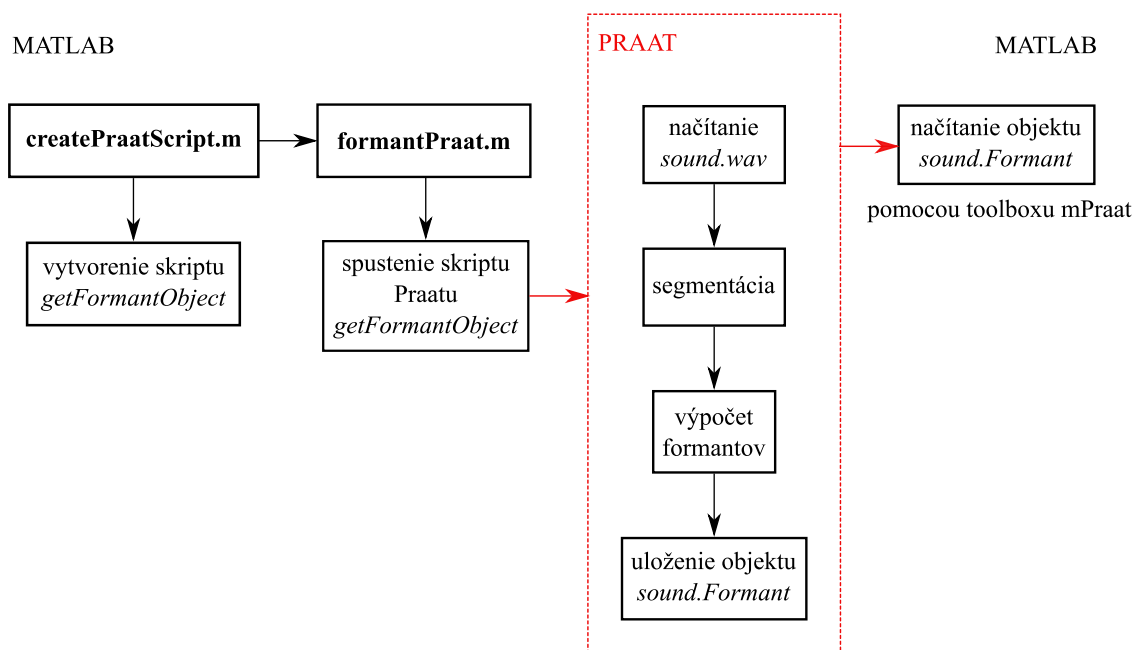 MATLAB
createPraatScript.m
vytvorenie skriptu
getFormantObject
formantPraat.m
spustenie skriptu
Praatu
getFormantObject
PRAAT
načítanie
sound.wav
segmentácia
výpočet
formantov
uloženie objektu
sound.Formant
MATLAB
načítanie objektu
sound.Formant
pomocou toolboxu mPraat